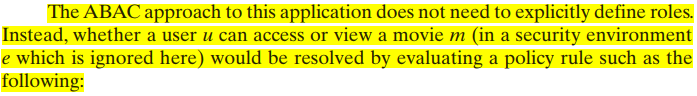 The ABAC approach to this application does not need to explicitly define roles.
Instead, whether a user u can access or view a movie m (in a security environment
e which is ignored here) would be resolved by evaluating a policy rule such as the
following: